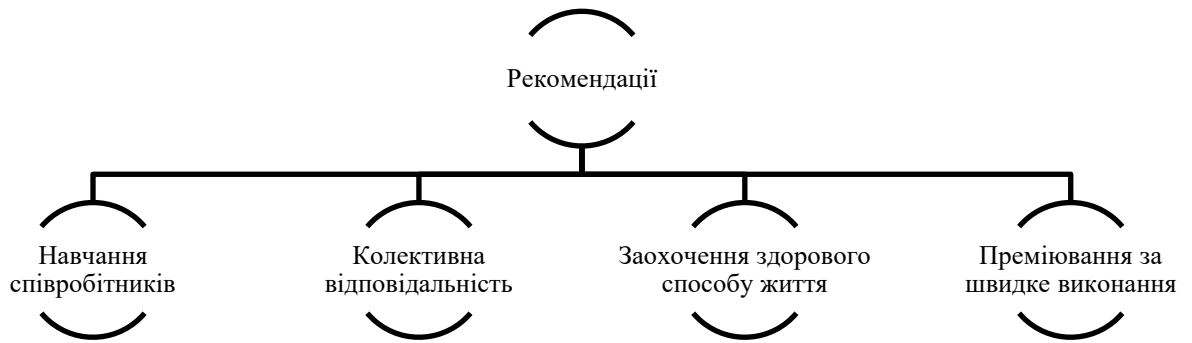 Рекомендації
Навчання
співробітників
Колективна
відповідальність
Заохочення здорового
способу життя
Преміювання за
швидке виконання